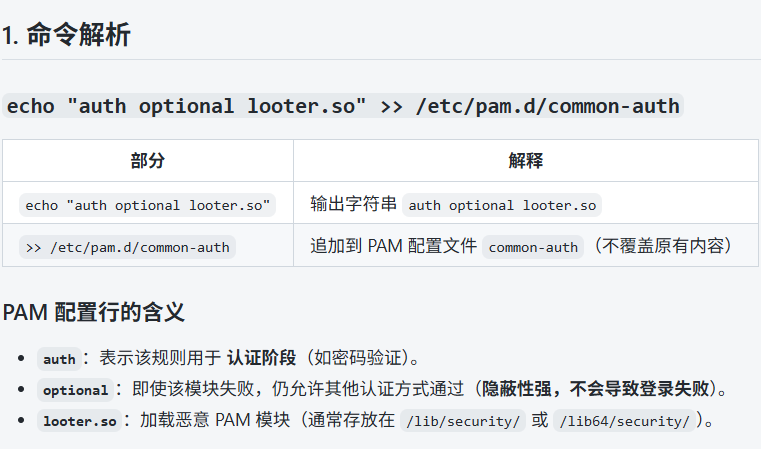 1. 命令解析
echo "auth optional looter.so" >> /etc/pam.d/common-auth
部分 解释
echo "auth optional looter.so" 输出字符串 auth optional looter.so
>> /etc/pam.d/common-auth 追加到 PAM 配置文件 common-auth（不覆盖原有内容）
PAM 配置行的含义
• auth：表示该规则用于 认证阶段（如密码验证）。
• optional：即使该模块失败，仍允许其他认证方式通过（隐蔽性强，不会导致登录失败）。
• looter.so：加载恶意 PAM 模块（通常存放在 /lib/security/ 或 /lib64/security/）。